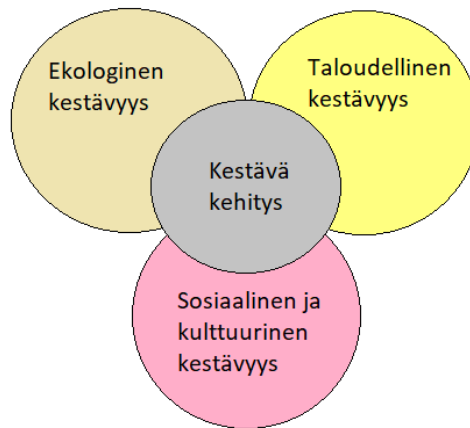 Ekologinen
kestävyys
Taloudellinen
kestävyys
Kestävä
kehitys
Sosiaalinen ja
kulttuurinen
kestävyys